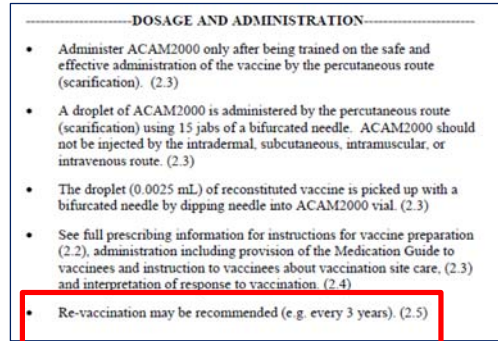 ----------------------DOSAGE AND ADMINISTRATION-----------------------
• Administer ACAM2000 only after being trained on the safe and
effective administration of the vaccine by the percutaneous route
(scarification). (2.3)
• A droplet of ACAM2000 is administered by the percutaneous route
(scarification) using 15 jabs of a bifurcated needle. ACAM2000 should
not be injected by the intradermal, subcutaneous, intramuscular, or
intravenous route. (2.3)
• The droplet (0.0025 mL) of reconstituted vaccine is picked up with a
bifurcated needle by dipping needle into ACAM2000 vial. (2.3)
• See full prescribing information for instructions for vaccine preparation
(2.2), administration including provision of the Medication Guide to
vaccinees and instruction to vaccinees about vaccination site care, (2.3)
and interpretation of response to vaccination. (2.4)
• Re-vaccination may be recommended (e.g. every 3 years). (2.5)